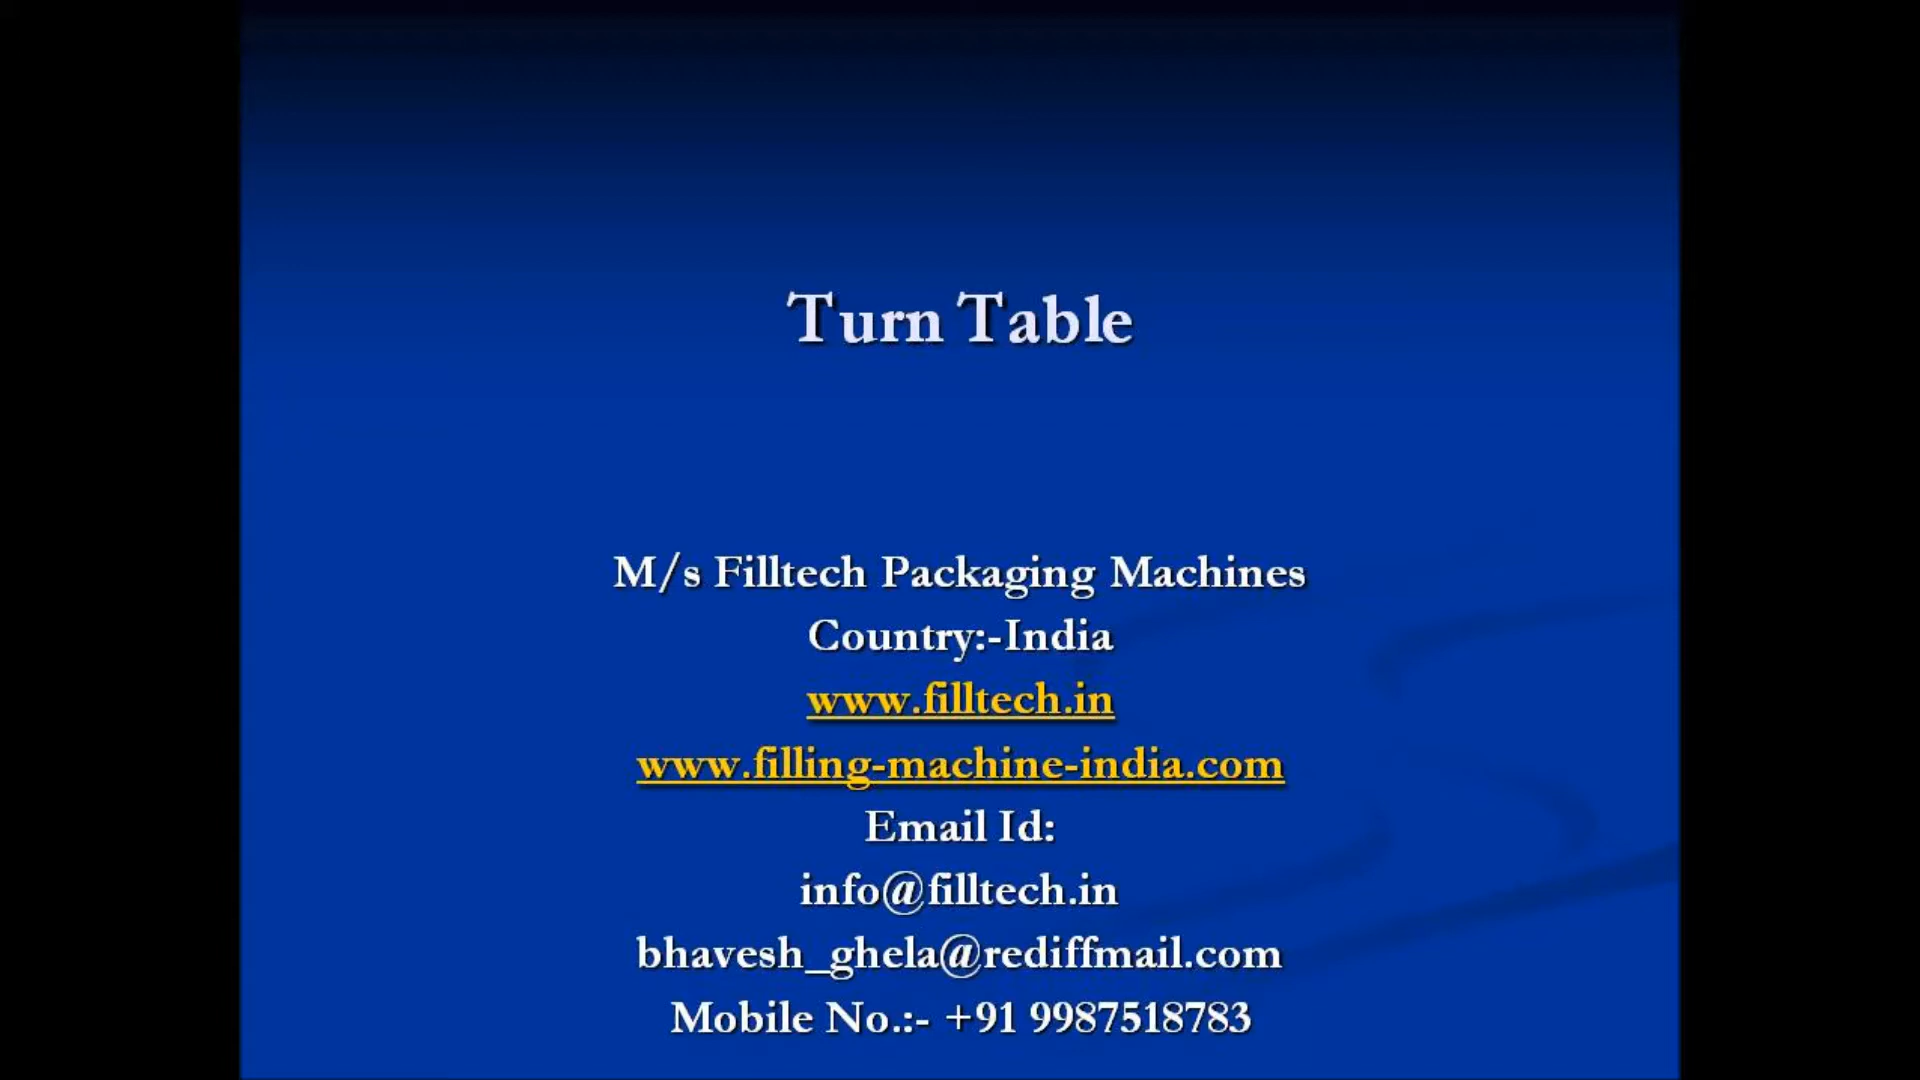 Turn Table
M/s Filltech Packaging Machines
Country:-India
www.filltech.in
www.filling-machine-india.com
Email Id:
info@filltech.in
bhavesh_ghela@rediffmail.com
Mobile No.:- +91 9987518783